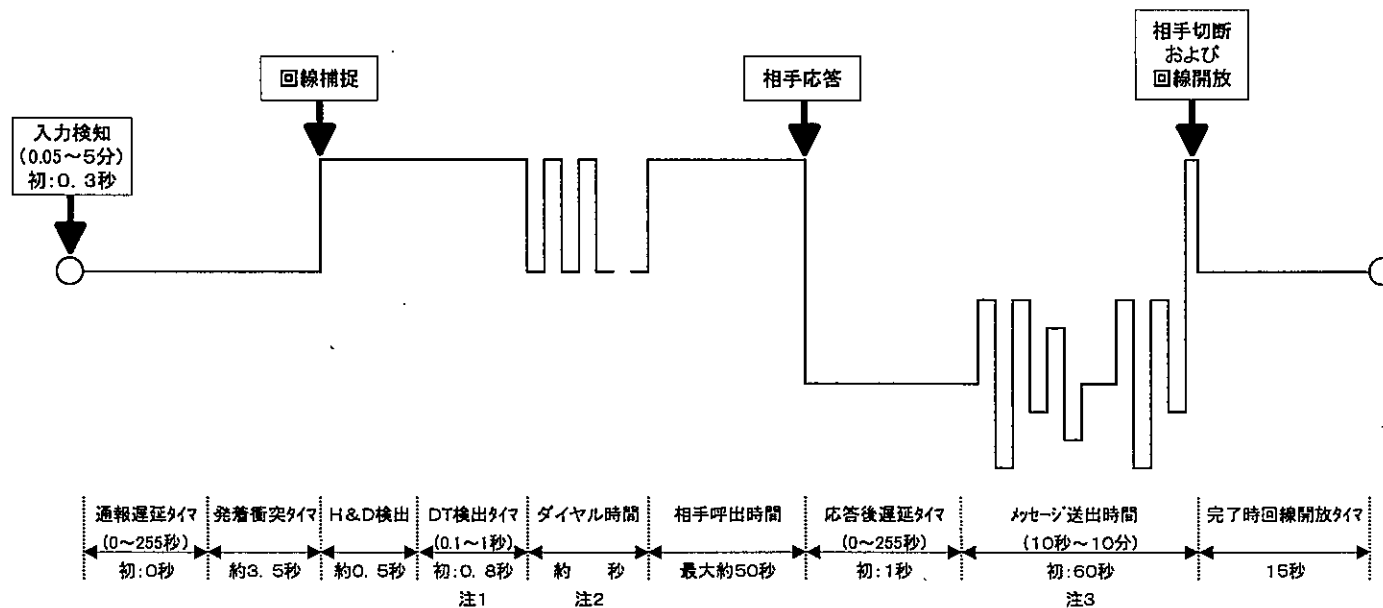 相手切断
および
回線開放
回線補捉
相手応答
入力検知
(0.05～5分)
初:0.3秒
通報遅延タイマ
(0～255秒)
初:0秒
発着衝突タイマ
約3.5秒
H&D検出
約0.5秒
DT検出タイマ
(0.1～1秒)
初:0.8秒
注1
ダイヤル時間
約　　秒
注2
相手呼出時間
最大約50秒
応答後遅延タイマ
(0～255秒)
初:1秒
メッセージ送出時間
(10秒～10分)
初:60秒
注3
完了時回線開放タイマ
15秒